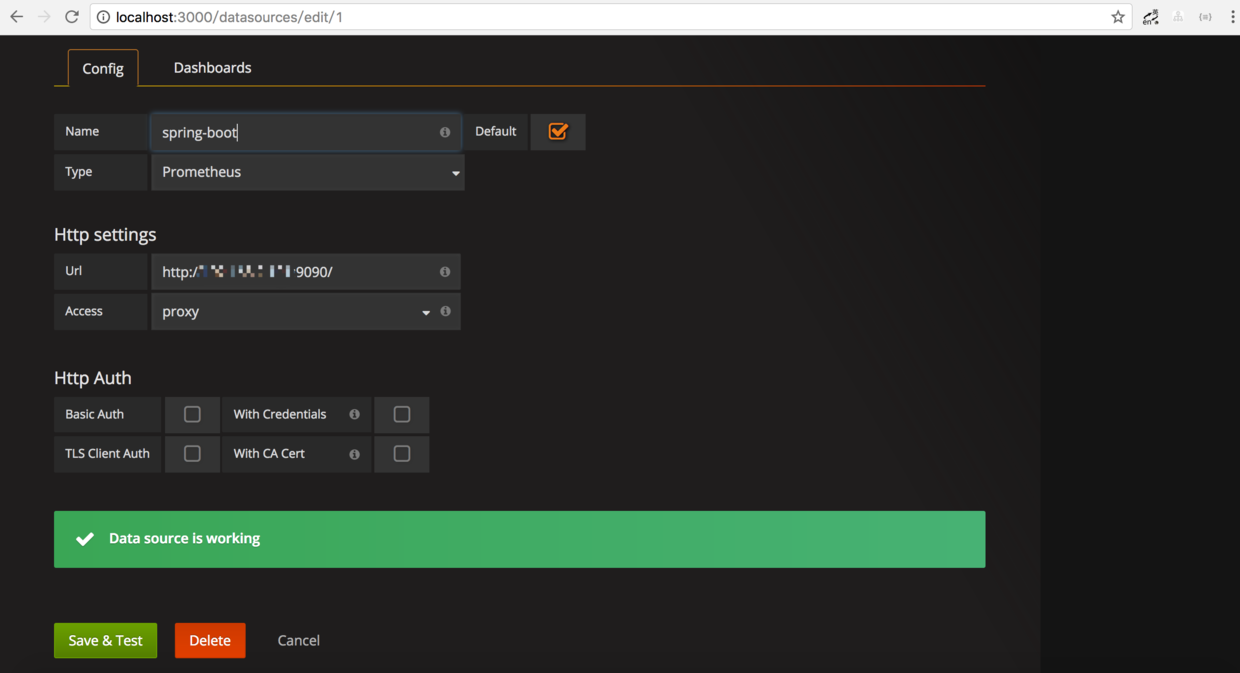 localhost:3000/datasources/edit/1
Config Dashboards
Name spring-boot Default
Type Prometheus
Http settings
Url http:/ 9090/
Access proxy
Http Auth
Basic Auth With Credentials
TLS Client Auth With CA Cert
Data source is working
Save & Test Delete Cancel